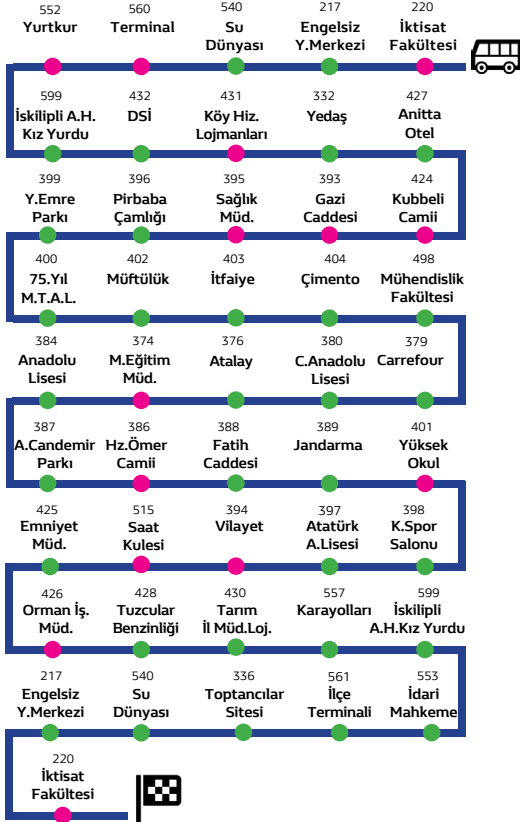 552 560 540 217 220
Yurtkur Terminal Su Engelsiz İktisat
Dünyası Y.Merkezi Fakültesi
599 432 431 332 427
İskilipli A.H. DSİ Köy Hiz. Yedaş Anitta
Kız Yurdu Lojmanları Otel
399 396 395 393 424
Y.Emre Pirbaba Sağlık Gazi Kubbeli
Parkı Çamlığı Müd. Caddesi Camii
400 402 403 404 498
75.Yıl Müftülük İtfaiye Çimento Mühendislik
M.T.A.L. Fakültesi
384 374 376 380 379
Anadolu M.Eğitim Atalay C.Anadolu Carrefour
Lisesi Müd. Lisesi
387 386 388 389 401
A.Candemir Hz.Ömer Fatih Jandarma Yüksek
Parkı Camii Caddesi Okul
425 515 394 397 398
Emniyet Saat Vilayet Atatürk K.Spor
Müd. Kulesi A.Lisesi Salonu
426 428 430 557 599
Orman İş. Tuzcular Tarım Karayolları İskilipli
Müd. Benzinliği İl Müd.Loj. A.H.Kız Yurdu
217 540 336 561 553
Engelsiz Su Toptancılar İlçe İdari
Y.Merkezi Dünyası Sitesi Terminali Mahkeme
220
İktisat
Fakültesi